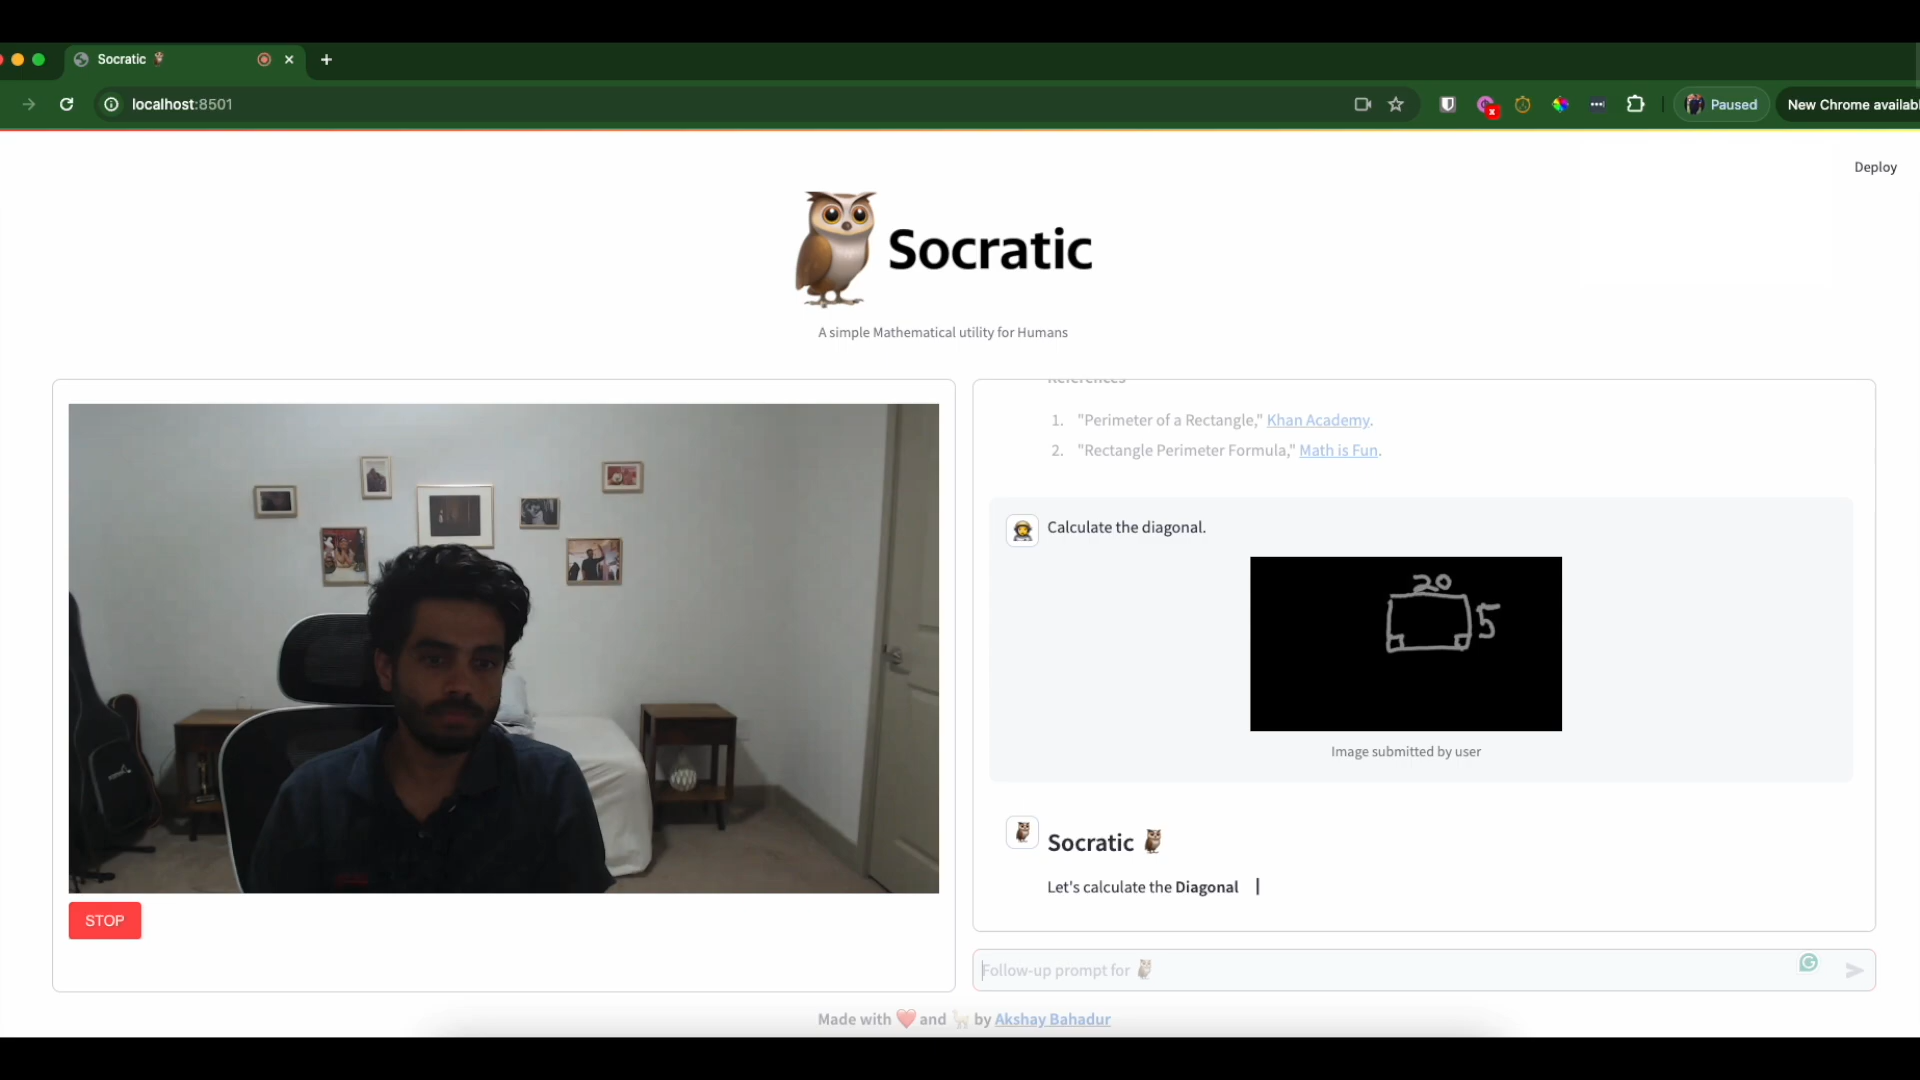 Socratic
localhost:8501
Paused
New Chrome availabl
Deploy
Socratic
A simple Mathematical utility for Humans
References
1. "Perimeter of a Rectangle," Khan Academy.
2. "Rectangle Perimeter Formula," Math is Fun.
Calculate the diagonal.
20
5
Image submitted by user
Socratic
Let's calculate the Diagonal
STOP
Follow-up prompt for
Made with ❤️ and 🦙 by Akshay Bahadur